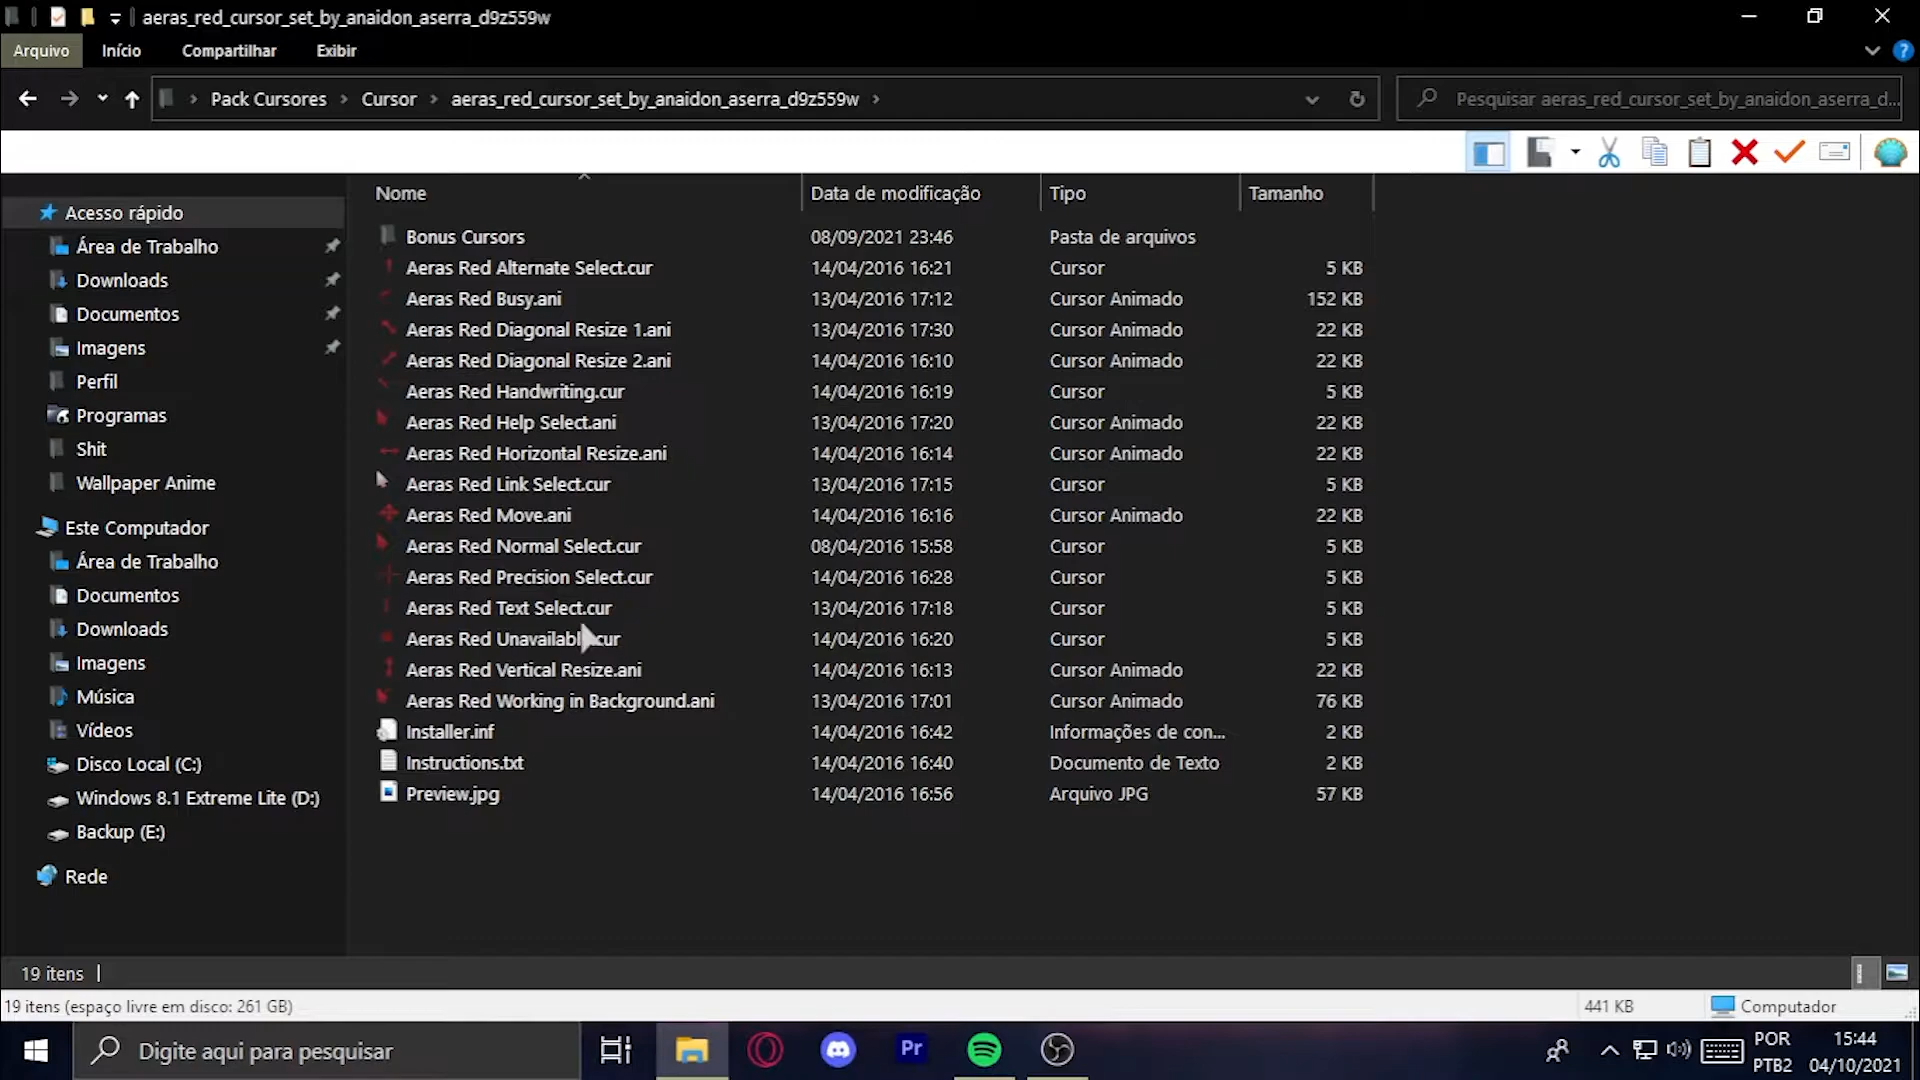 aeras_red_cursor_set_by_anaidon_aserra_d9z559w
Arquivo Início Compartilhar Exibir
Pack Cursores Cursor aeras_red_cursor_set_by_anaidon_aserra_d9z559w Pesquisar aeras_red_cursor_set_by_anaidon_aserra_d...
Nome Data de modificação Tipo Tamanho
Acesso rápido
Área de Trabalho
Downloads
Documentos
Imagens
Perfil
Programas
Shit
Wallpaper Anime
Este Computador
Área de Trabalho
Documentos
Downloads
Imagens
Música
Vídeos
Disco Local (C:)
Windows 8.1 Extreme Lite (D:)
Backup (E:)
Rede
Bonus Cursors 08/09/2021 23:46 Pasta de arquivos
Aeras Red Alternate Select.cur 14/04/2016 16:21 Cursor 5 KB
Aeras Red Busy.ani 13/04/2016 17:12 Cursor Animado 152 KB
Aeras Red Diagonal Resize 1.ani 13/04/2016 17:30 Cursor Animado 22 KB
Aeras Red Diagonal Resize 2.ani 14/04/2016 16:10 Cursor Animado 22 KB
Aeras Red Handwriting.cur 14/04/2016 16:19 Cursor 5 KB
Aeras Red Help Select.ani 13/04/2016 17:20 Cursor Animado 22 KB
Aeras Red Horizontal Resize.ani 14/04/2016 16:14 Cursor Animado 22 KB
Aeras Red Link Select.cur 13/04/2016 17:15 Cursor 5 KB
Aeras Red Move.ani 14/04/2016 16:16 Cursor Animado 22 KB
Aeras Red Normal Select.cur 08/04/2016 15:58 Cursor 5 KB
Aeras Red Precision Select.cur 14/04/2016 16:28 Cursor 5 KB
Aeras Red Text Select.cur 13/04/2016 17:18 Cursor 5 KB
Aeras Red Unavailable.cur 14/04/2016 16:20 Cursor 5 KB
Aeras Red Vertical Resize.ani 14/04/2016 16:13 Cursor Animado 22 KB
Aeras Red Working in Background.ani 13/04/2016 17:01 Cursor Animado 76 KB
Installer.inf 14/04/2016 16:42 Informações de con... 2 KB
Instructions.txt 14/04/2016 16:40 Documento de Texto 2 KB
Preview.jpg 14/04/2016 16:56 Arquivo JPG 57 KB
19 itens
19 itens (espaço livre em disco: 261 GB) 441 KB Computador
Digite aqui para pesquisar Pr POR 15:44
PTB2 04/10/2021